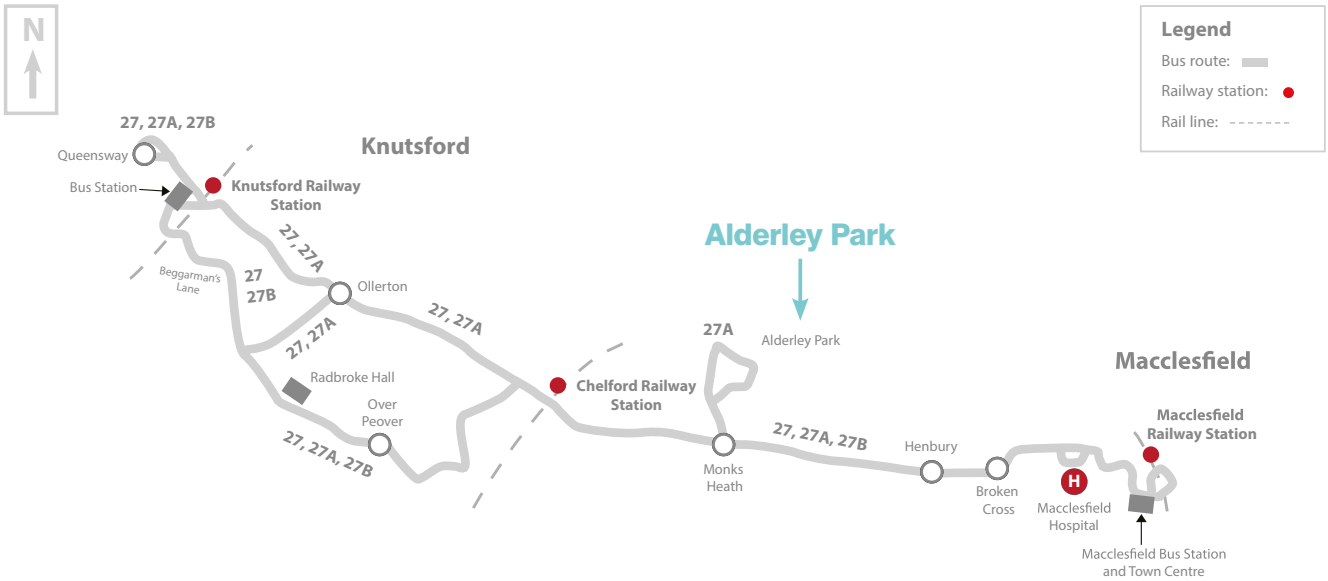 N
Legend
Bus route:
Railway station:
Rail line:
27, 27A, 27B
Queensway
Bus Station
Knutsford
Knutsford Railway
Station
27, 27A
Beggarman's
Lane
27
27B
Ollerton
27, 27A
27, 27A
Radbroke Hall
Over
Peover
27, 27A, 27B
Chelford Railway
Station
Alderley Park
27A
Alderley Park
Monks
Heath
27, 27A, 27B
Henbury
Broken
Cross
Macclesfield
Macclesfield
Railway Station
H
Macclesfield
Hospital
Macclesfield Bus Station
and Town Centre